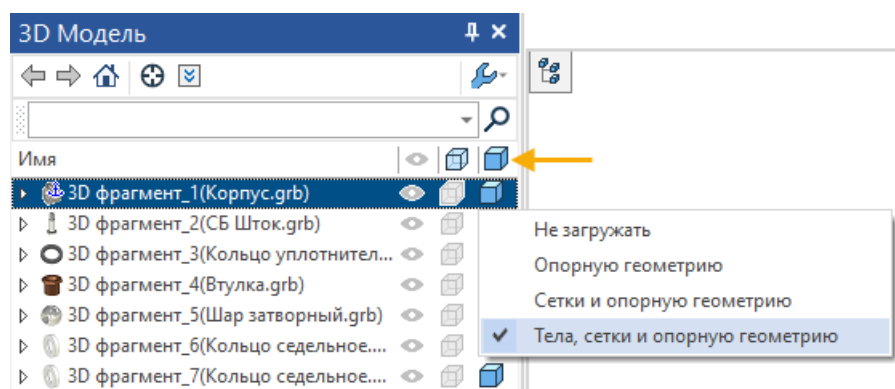 3D Модель
Имя
3D фрагмент_1(Корпус.grb)
3D фрагмент_2(СБ Шток.grb)
3D фрагмент_3(Кольцо уплотнител...
3D фрагмент_4(Втулка.grb)
3D фрагмент_5(Шар затворный.grb)
3D фрагмент_6(Кольцо седельное....
3D фрагмент_7(Кольцо седельное....
Не загружать
Опорную геометрию
Сетки и опорную геометрию
Тела, сетки и опорную геометрию